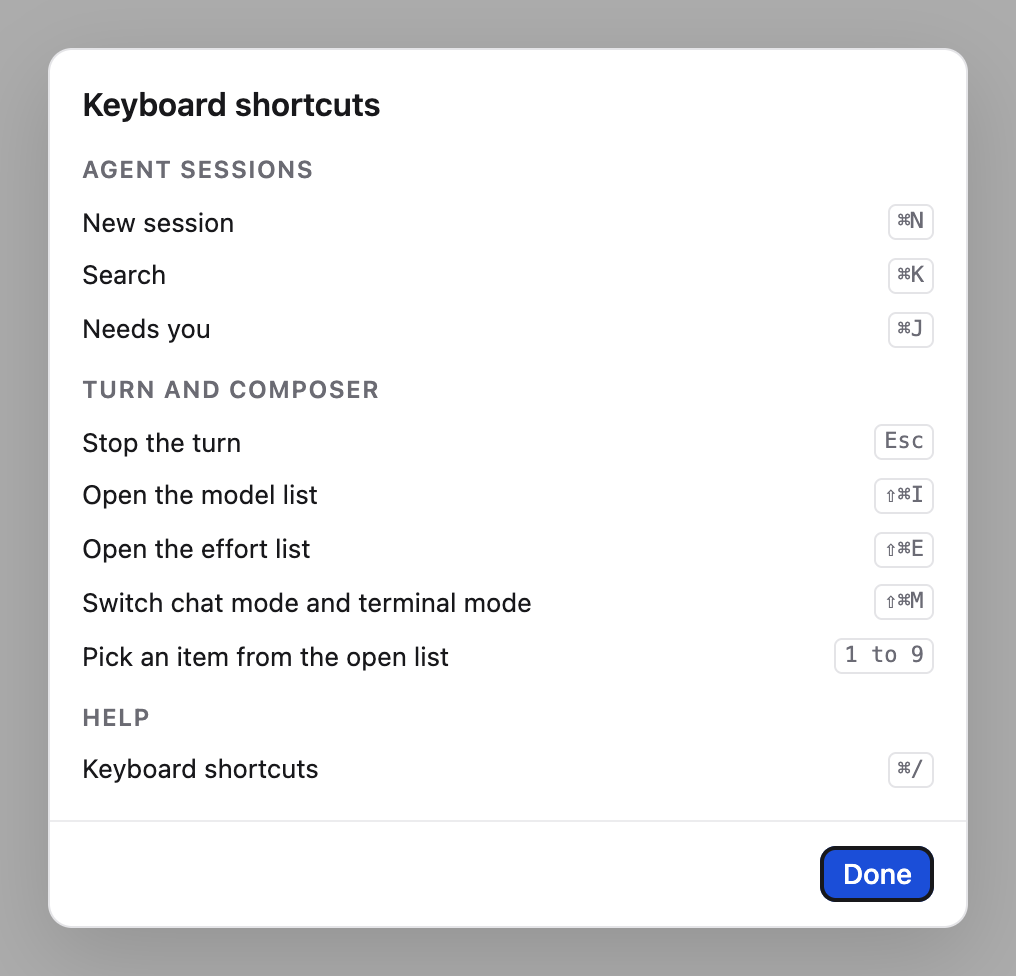 Keyboard shortcuts
AGENT SESSIONS
New session ⌘N
Search ⌘K
Needs you ⌘J
TURN AND COMPOSER
Stop the turn Esc
Open the model list ⇧⌘I
Open the effort list ⇧⌘E
Switch chat mode and terminal mode ⇧⌘M
Pick an item from the open list 1 to 9
HELP
Keyboard shortcuts ⌘/
Done